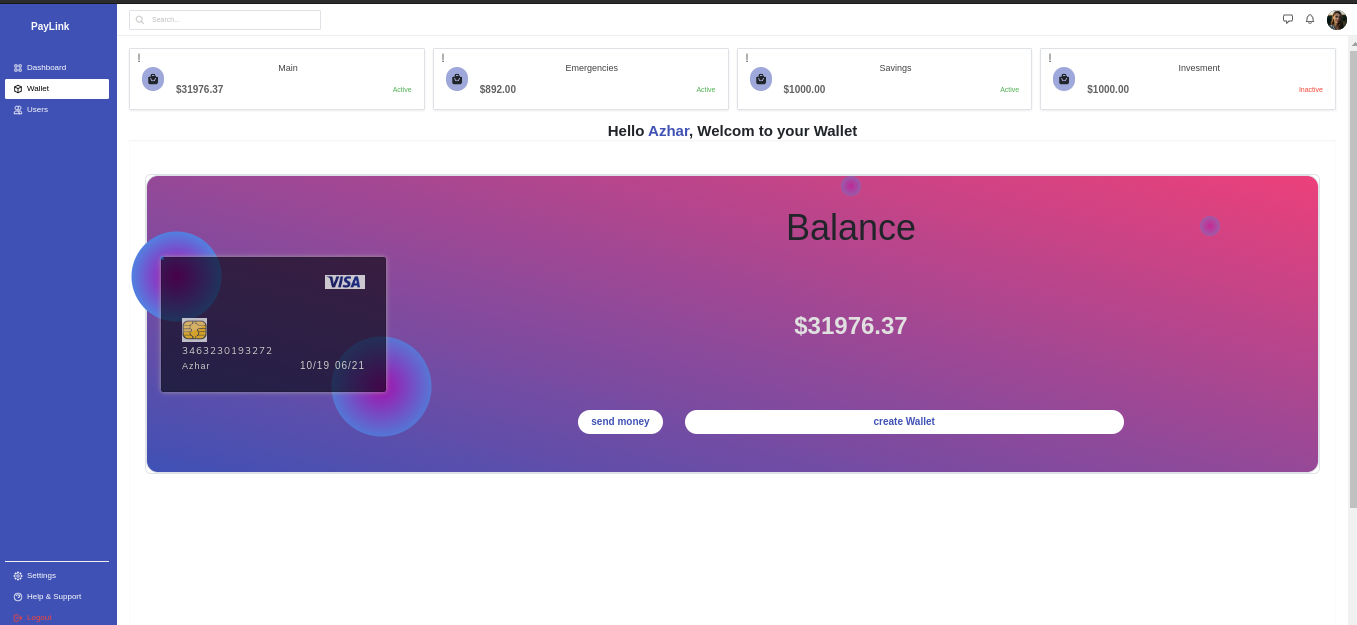 PayLink
Search...
Dashboard
Wallet
Users
Main
$31976.37
Active
Emergencies
$892.00
Active
Savings
$1000.00
Active
Invesment
$1000.00
Inactive
Hello Azhar, Welcom to your Wallet
Balance
$31976.37
VISA
3463230193272
Azhar 10/19 06/21
send money
create Wallet
Settings
Help & Support
Logout